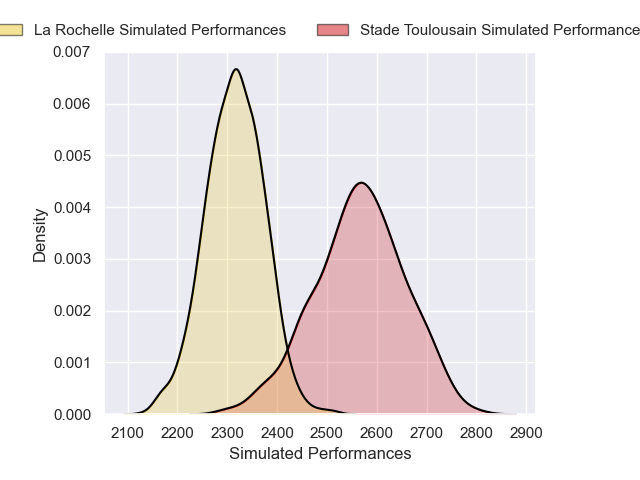 La Rochelle Simulated Performances
Stade Toulousain Simulated Performance
0.007
0.006
0.005
0.004
0.003
0.002
0.001
0.000
Density
2100 2200 2300 2400 2500 2600 2700 2800 2900
Simulated Performances